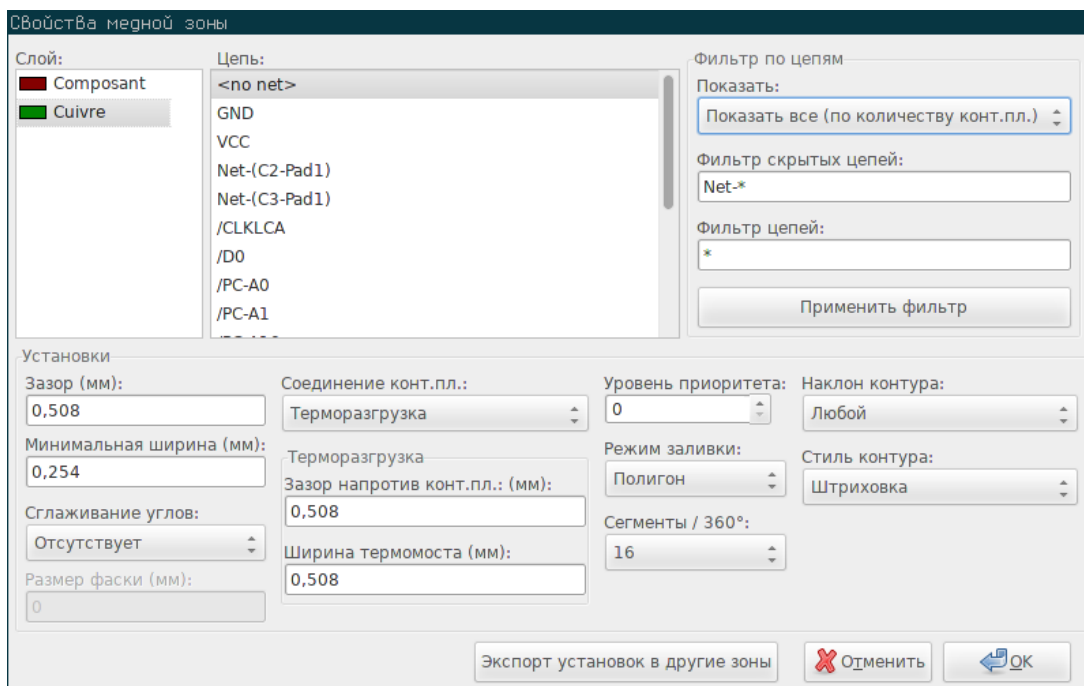 Свойства медной зоны
Слой:
Composant
Cuivre
Цепь:
<no net>
GND
VCC
Net-(C2-Pad1)
Net-(C3-Pad1)
/CLKLCA
/D0
/PC-A0
/PC-A1
Фильтр по цепям
Показать:
Показать все (по количеству конт.пл.)
Фильтр скрытых цепей:
Net-*
Фильтр цепей:
*
Применить фильтр
Установки
Зазор (мм):
0,508
Минимальная ширина (мм):
0,254
Сглаживание углов:
Отсутствует
Размер фаски (мм):
0
Соединение конт.пл.:
Терморазгрузка
Терморазгрузка
Зазор напротив конт.пл.: (мм):
0,508
Ширина термомоста (мм):
0,508
Уровень приоритета:
0
Режим заливки:
Полигон
Сегменты / 360°:
16
Наклон контура:
Любой
Стиль контура:
Штриховка
Экспорт установок в другие зоны
Отменить
OK